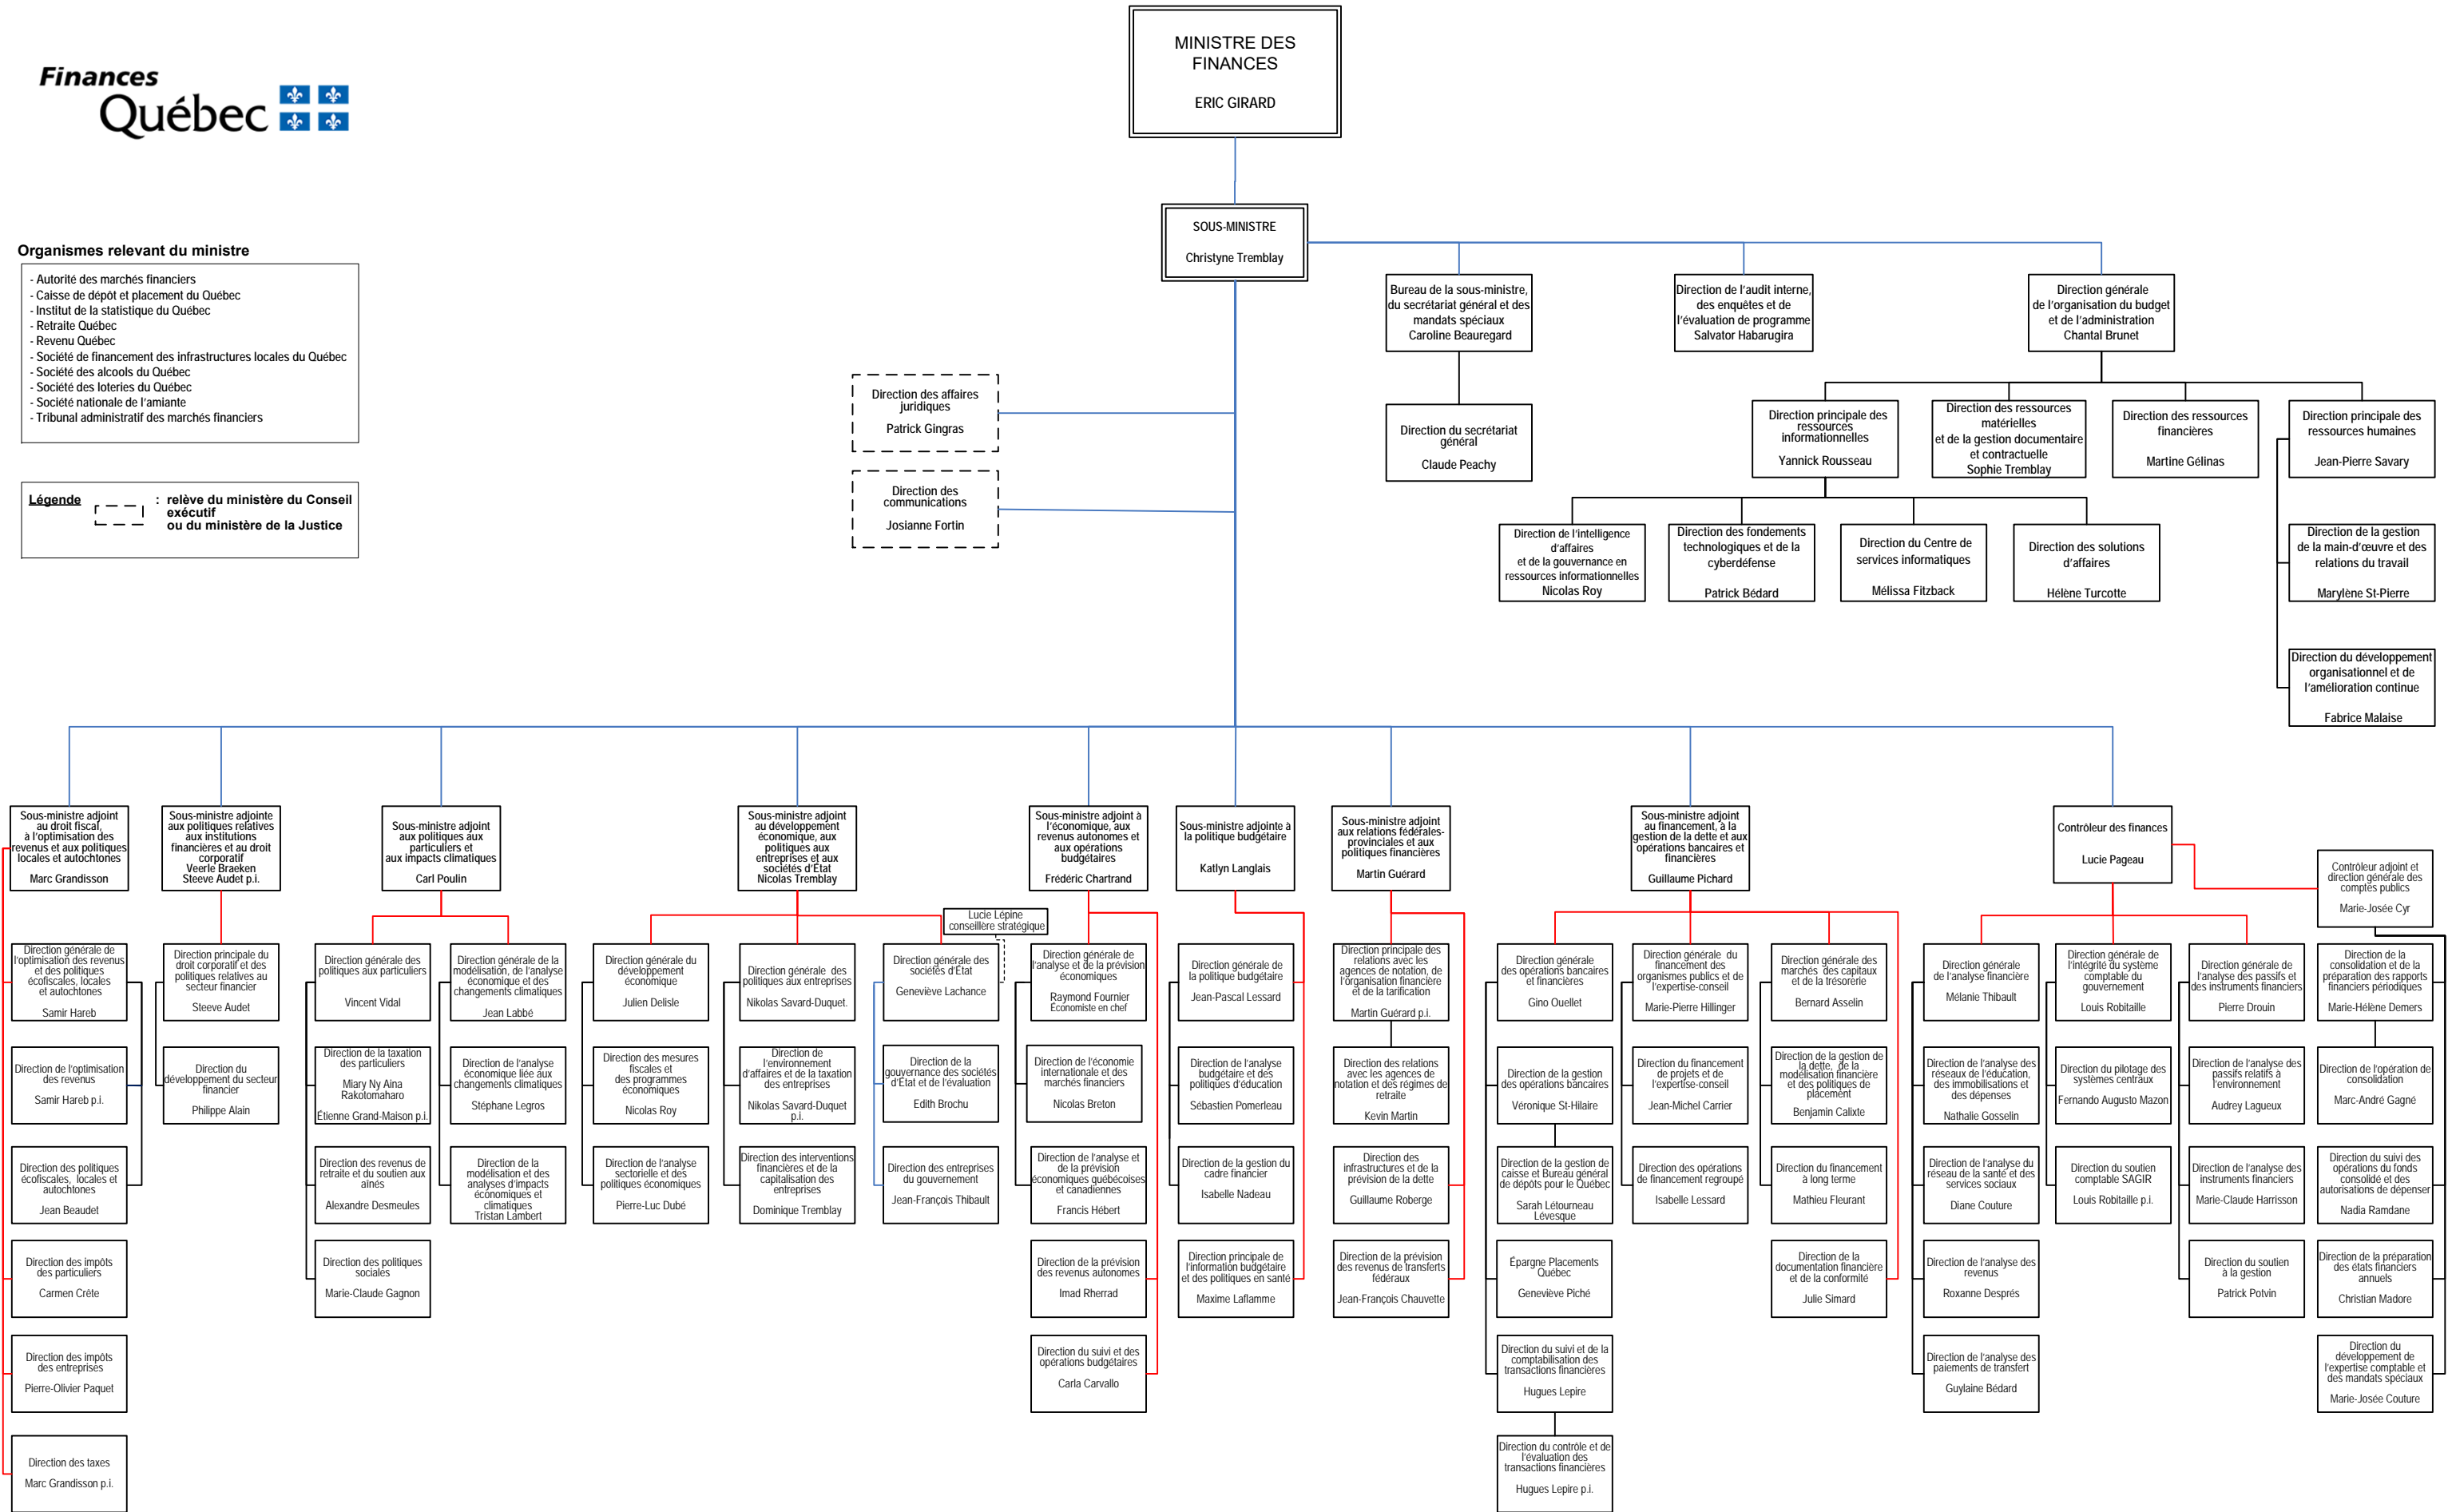 Finances
Québec
MINISTRE DES
FINANCES
ERIC GIRARD
SOUS-MINISTRE
Christyne Tremblay
Organismes relevant du ministre
- Autorité des marchés financiers
- Caisse de dépôt et placement du Québec
- Institut de la statistique du Québec
- Retraite Québec
- Revenu Québec
- Société de financement des infrastructures locales du Québec
- Société des alcools du Québec
- Société des loteries du Québec
- Société nationale de l'amiante
- Tribunal administratif des marchés financiers
Légende
: relève du ministère du Conseil
exécutif
ou du ministère de la Justice
Direction des affaires
juridiques
Patrick Gingras
Direction des
communications
Josianne Fortin
Bureau de la sous-ministre,
du secrétariat général et des
mandats spéciaux
Caroline Beauregard
Direction de l'audit interne,
des enquêtes et de
l'évaluation de programme
Salvator Habarugira
Direction générale
de l'organisation du budget
et de l'administration
Chantal Brunet
Direction du secrétariat
général
Claude Peachy
Direction principale des
ressources
informationnelles
Yannick Rousseau
Direction des ressources
matérielles
et de la gestion documentaire
et contractuelle
Sophie Tremblay
Direction des ressources
financières
Martine Gélinas
Direction principale des
ressources humaines
Jean-Pierre Savary
Direction de l'intelligence
d'affaires
et de la gouvernance en
ressources informationnelles
Nicolas Roy
Direction des fondements
technologiques et de la
cyberdéfense
Patrick Bédard
Direction du Centre de
services informatiques
Mélissa Fitzback
Direction des solutions
d'affaires
Hélène Turcotte
Direction de la gestion
de la main-d'œuvre et des
relations du travail
Marylène St-Pierre
Direction du développement
organisationnel et de
l'amélioration continue
Fabrice Malaise
Sous-ministre adjoint
au droit fiscal,
à l'optimisation des
revenus et aux politiques
locales et autochtones
Marc Grandisson
Sous-ministre adjointe
aux politiques relatives
aux institutions
financières et au droit
corporatif
Veerle Braeken
Steeve Audet p.i.
Sous-ministre adjoint
aux politiques aux
particuliers et
aux impacts climatiques
Carl Poulin
Sous-ministre adjoint
au développement
économique, aux
politiques aux
entreprises et aux
sociétés d'État
Nicolas Tremblay
Sous-ministre adjoint à
l'économique, aux
revenus autonomes et
aux opérations
budgétaires
Frédéric Chartrand
Sous-ministre adjointe à
la politique budgétaire
Katlyn Langlais
Sous-ministre adjoint
aux relations fédérales-
provinciales et aux
politiques financières
Martin Guérard
Sous-ministre adjoint
au financement, à la
gestion de la dette et aux
opérations bancaires et
financières
Guillaume Pichard
Contrôleur des finances
Lucie Pageau
Contrôleur adjoint et
direction générale des
comptes publics
Marie-Josée Cyr
Lucie Lépine
conseillère stratégique
Direction générale de
l'optimisation des revenus
et des politiques
écofiscales, locales
et autochtones
Samir Hareb
Direction principale du
droit corporatif et des
politiques relatives au
secteur financier
Steeve Audet
Direction générale des
politiques aux particuliers
Vincent Vidal
Direction générale de la
modélisation, de l'analyse
économique et des
changements climatiques
Jean Labbé
Direction générale du
développement
économique
Julien Delisle
Direction générale des
politiques aux entreprises
Nikolas Savard-Duquet.
Direction générale des
sociétés d'État
Geneviève Lachance
Direction générale de
l'analyse et de la prévision
économiques
Raymond Fournier
Économiste en chef
Direction générale de
la politique budgétaire
Jean-Pascal Lessard
Direction principale des
relations avec les
agences de notation, de
l'organisation financière
et de la tarification
Martin Guérard p.i.
Direction générale
des opérations bancaires
et financières
Gino Ouellet
Direction générale du
financement des
organismes publics et de
l'expertise-conseil
Marie-Pierre Hillinger
Direction générale des
marchés des capitaux
et de la trésorerie
Bernard Asselin
Direction générale
de l'analyse financière
Mélanie Thibault
Direction générale de
l'intégrité du système
comptable du
gouvernement
Louis Robitaille
Direction générale de
l'analyse des passifs et
des instruments financiers
Pierre Drouin
Direction de la
consolidation et de la
préparation des rapports
financiers périodiques
Marie-Hélène Demers
Direction de l'optimisation
des revenus
Samir Hareb p.i.
Direction du
développement du secteur
financier
Philippe Alain
Direction de la taxation
des particuliers
Miary Ny Aina
Rakotomaharo
Étienne Grand-Maison p.i.
Direction de l'analyse
économique liée aux
changements climatiques
Stéphane Legros
Direction des mesures
fiscales et
des programmes
économiques
Nicolas Roy
Direction de
l'environnement
d'affaires et de la taxation
des entreprises
Nikolas Savard-Duquet
p.i.
Direction de la
gouvernance des sociétés
d'État et de l'évaluation
Edith Brochu
Direction de l'économie
internationale et des
marchés financiers
Nicolas Breton
Direction de l'analyse
budgétaire et des
politiques d'éducation
Sébastien Pomerleau
Direction des relations
avec les agences de
notation et des régimes de
retraite
Kevin Martin
Direction de la gestion
des opérations bancaires
Véronique St-Hilaire
Direction du financement
de projets et de
l'expertise-conseil
Jean-Michel Carrier
Direction de la gestion de
la dette, de la
modélisation financière
et des politiques de
placement
Benjamin Calixte
Direction de l'analyse des
réseaux de l'éducation,
des immobilisations et
des dépenses
Nathalie Gosselin
Direction du pilotage des
systèmes centraux
Fernando Augusto Mazon
Direction de l'analyse des
passifs relatifs à
l'environnement
Audrey Lagueux
Direction de l'opération de
consolidation
Marc-André Gagné
Direction des politiques
écofiscales, locales et
autochtones
Jean Beaudet
Direction des revenus de
retraite et du soutien aux
aînés
Alexandre Desmeules
Direction de la
modélisation et des
analyses d'impacts
économiques et
climatiques
Tristan Lambert
Direction de l'analyse
sectorielle et des
politiques économiques
Pierre-Luc Dubé
Direction des interventions
financières et de la
capitalisation des
entreprises
Dominique Tremblay
Direction des entreprises
du gouvernement
Jean-François Thibault
Direction de l'analyse et
de la prévision
économiques québécoises
et canadiennes
Francis Hébert
Direction de la gestion du
cadre financier
Isabelle Nadeau
Direction des
infrastructures et de la
prévision de la dette
Guillaume Roberge
Direction de la gestion de
caisse et Bureau général
de dépôts pour le Québec
Sarah Létourneau
Lévesque
Direction des opérations
de financement regroupé
Isabelle Lessard
Direction du financement
à long terme
Mathieu Fleurant
Direction de l'analyse du
réseau de la santé et des
services sociaux
Diane Couture
Direction du soutien
comptable SAGIR
Louis Robitaille p.i.
Direction de l'analyse des
instruments financiers
Marie-Claude Harrisson
Direction du suivi des
opérations du fonds
consolidé et des
autorisations de dépenser
Nadia Ramdane
Direction des impôts
des particuliers
Carmen Crête
Direction des politiques
sociales
Marie-Claude Gagnon
Direction de la prévision
des revenus autonomes
Imad Rherrad
Direction principale de
l'information budgétaire
et des politiques en santé
Maxime Laflamme
Direction de la prévision
des revenus de transferts
fédéraux
Jean-François Chauvette
Épargne Placements
Québec
Geneviève Piché
Direction de la
documentation financière
et de la conformité
Julie Simard
Direction de l'analyse des
revenus
Roxanne Després
Direction du soutien
à la gestion
Patrick Potvin
Direction de la préparation
des états financiers
annuels
Christian Madore
Direction des impôts
des entreprises
Pierre-Olivier Paquet
Direction du suivi et des
opérations budgétaires
Carla Carvallo
Direction du suivi et de la
comptabilisation des
transactions financières
Hugues Lepire
Direction de l'analyse des
paiements de transfert
Guylaine Bédard
Direction du
développement de
l'expertise comptable et
des mandats spéciaux
Marie-Josée Couture
Direction des taxes
Marc Grandisson p.i.
Direction du contrôle et de
l'évaluation des
transactions financières
Hugues Lepire p.i.